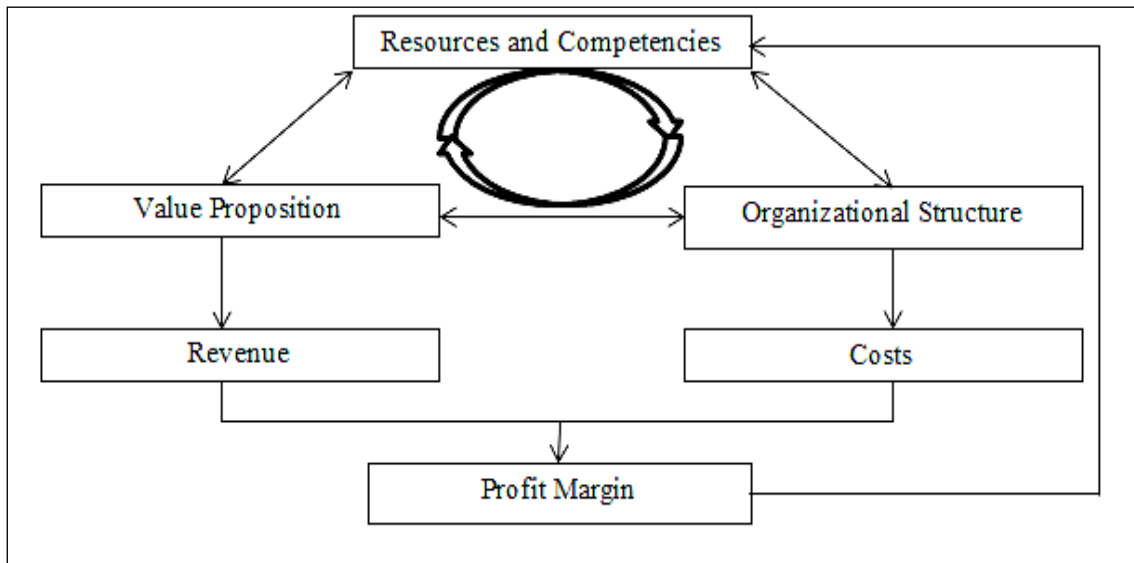 Resources and Competencies
Value Proposition
Organizational Structure
Revenue
Costs
Profit Margin